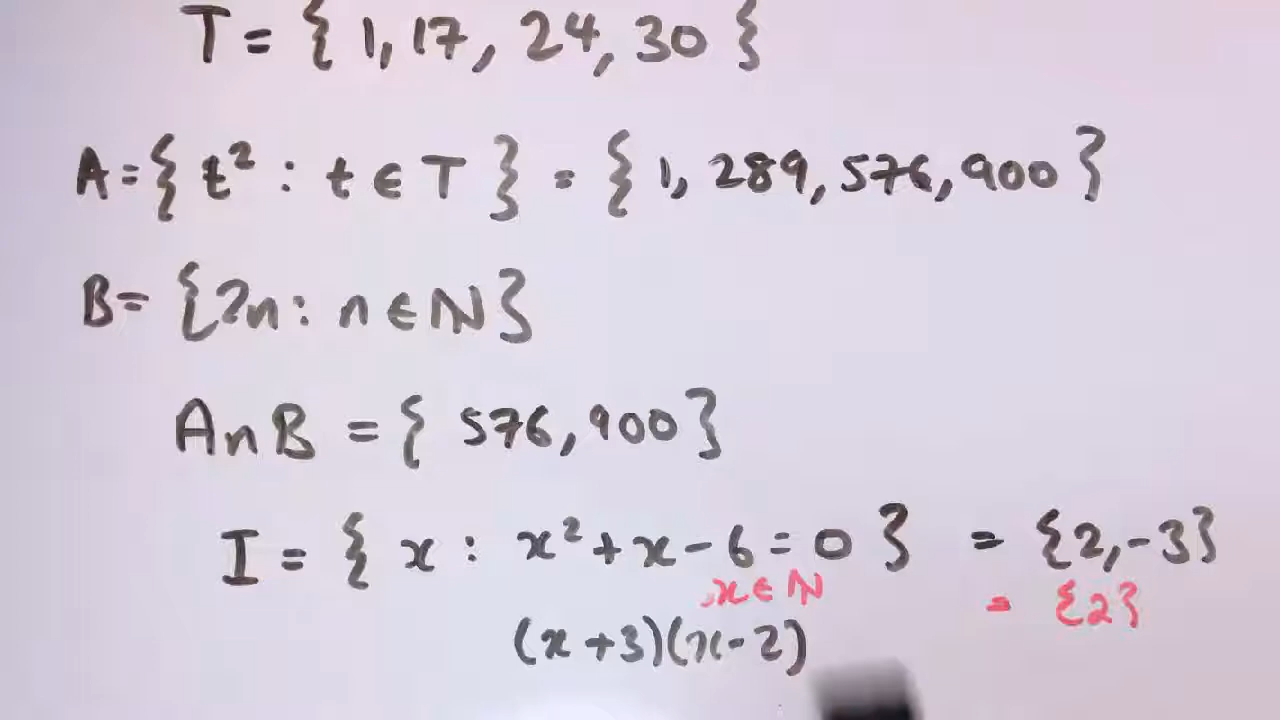 T = { 1, 17, 24, 30 }
A = { t² : t ∈ T } = { 1, 289, 576, 900 }
B = {2n : n ∈ ℕ}
A ∩ B = { 576, 900 }
I = { x : x² + x - 6 = 0 } = {2, -3}
, x ∈ ℕ = {2}
(x + 3)(x - 2)